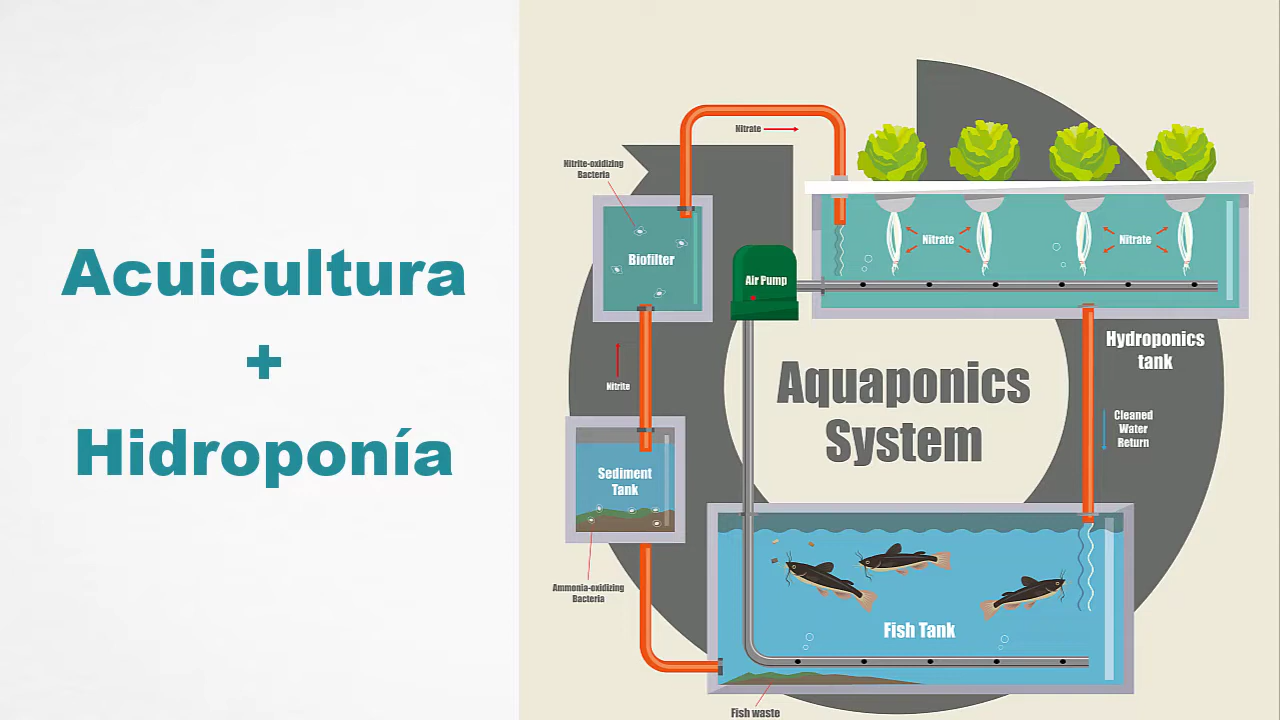 Acuicultura
+
Hidroponía
Nitrate
Nitrite-oxidizing
Bacteria
Biofilter
Air Pump
Nitrate
Nitrate
Hydroponics
tank
Nitrite
Aquaponics
System
Cleaned
Water
Return
Sediment
Tank
Ammonia-oxidizing
Bacteria
Fish Tank
Fish waste